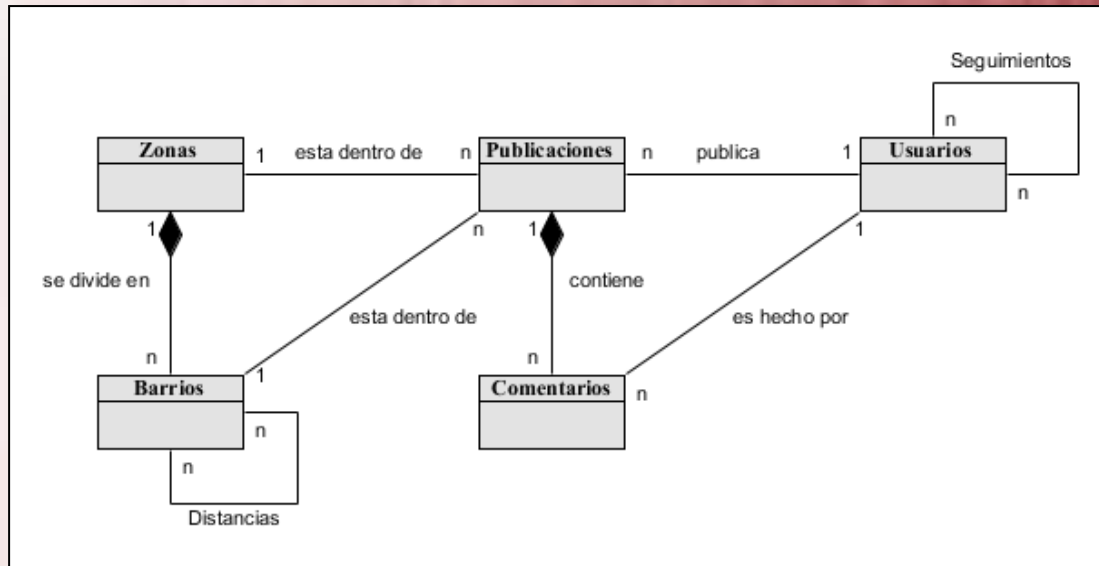 Seguimientos
n
Zonas
1
esta dentro de
n
Publicaciones
n
publica
1
Usuarios
n
1
n
1
1
se divide en
contiene
esta dentro de
es hecho por
n
1
n
Barrios
Comentarios
n
n
n
Distancias